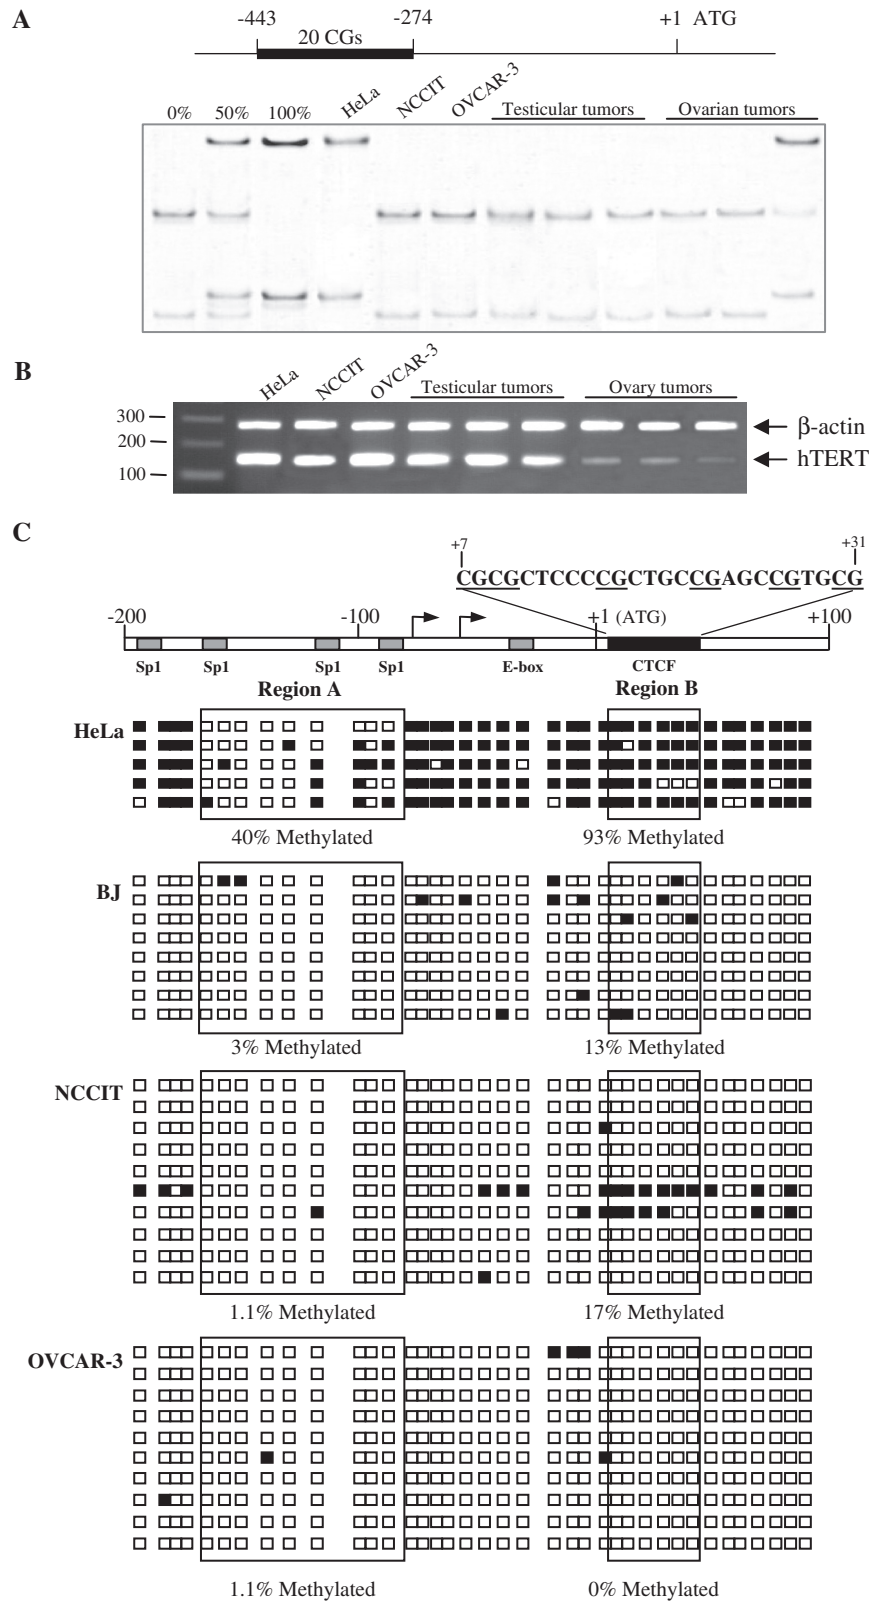 A
-443 -274 +1 ATG
20 CGs
0% 50% 100% HeLa NCCIT OVCAR-3 Testicular tumors Ovarian tumors
B
HeLa NCCIT OVCAR-3 Testicular tumors Ovary tumors
300
200
100
β-actin
hTERT
C
+7 +31
CGCGCTCCCCCGCTGCCGAGCCGTGCG
-200 -100 +1 (ATG) +100
Sp1 Sp1 Sp1 Sp1 E-box CTCF
Region A Region B
HeLa
40% Methylated 93% Methylated
BJ
3% Methylated 13% Methylated
NCCIT
1.1% Methylated 17% Methylated
OVCAR-3
1.1% Methylated 0% Methylated